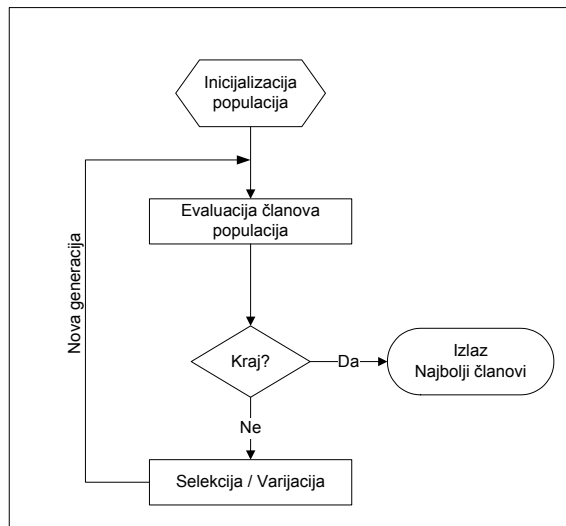 Inicijalizacija
populacija
Evaluacija članova
populacija
Nova generacija
Kraj?
Da
Izlaz
Najbolji članovi
Ne
Selekcija / Varijacija